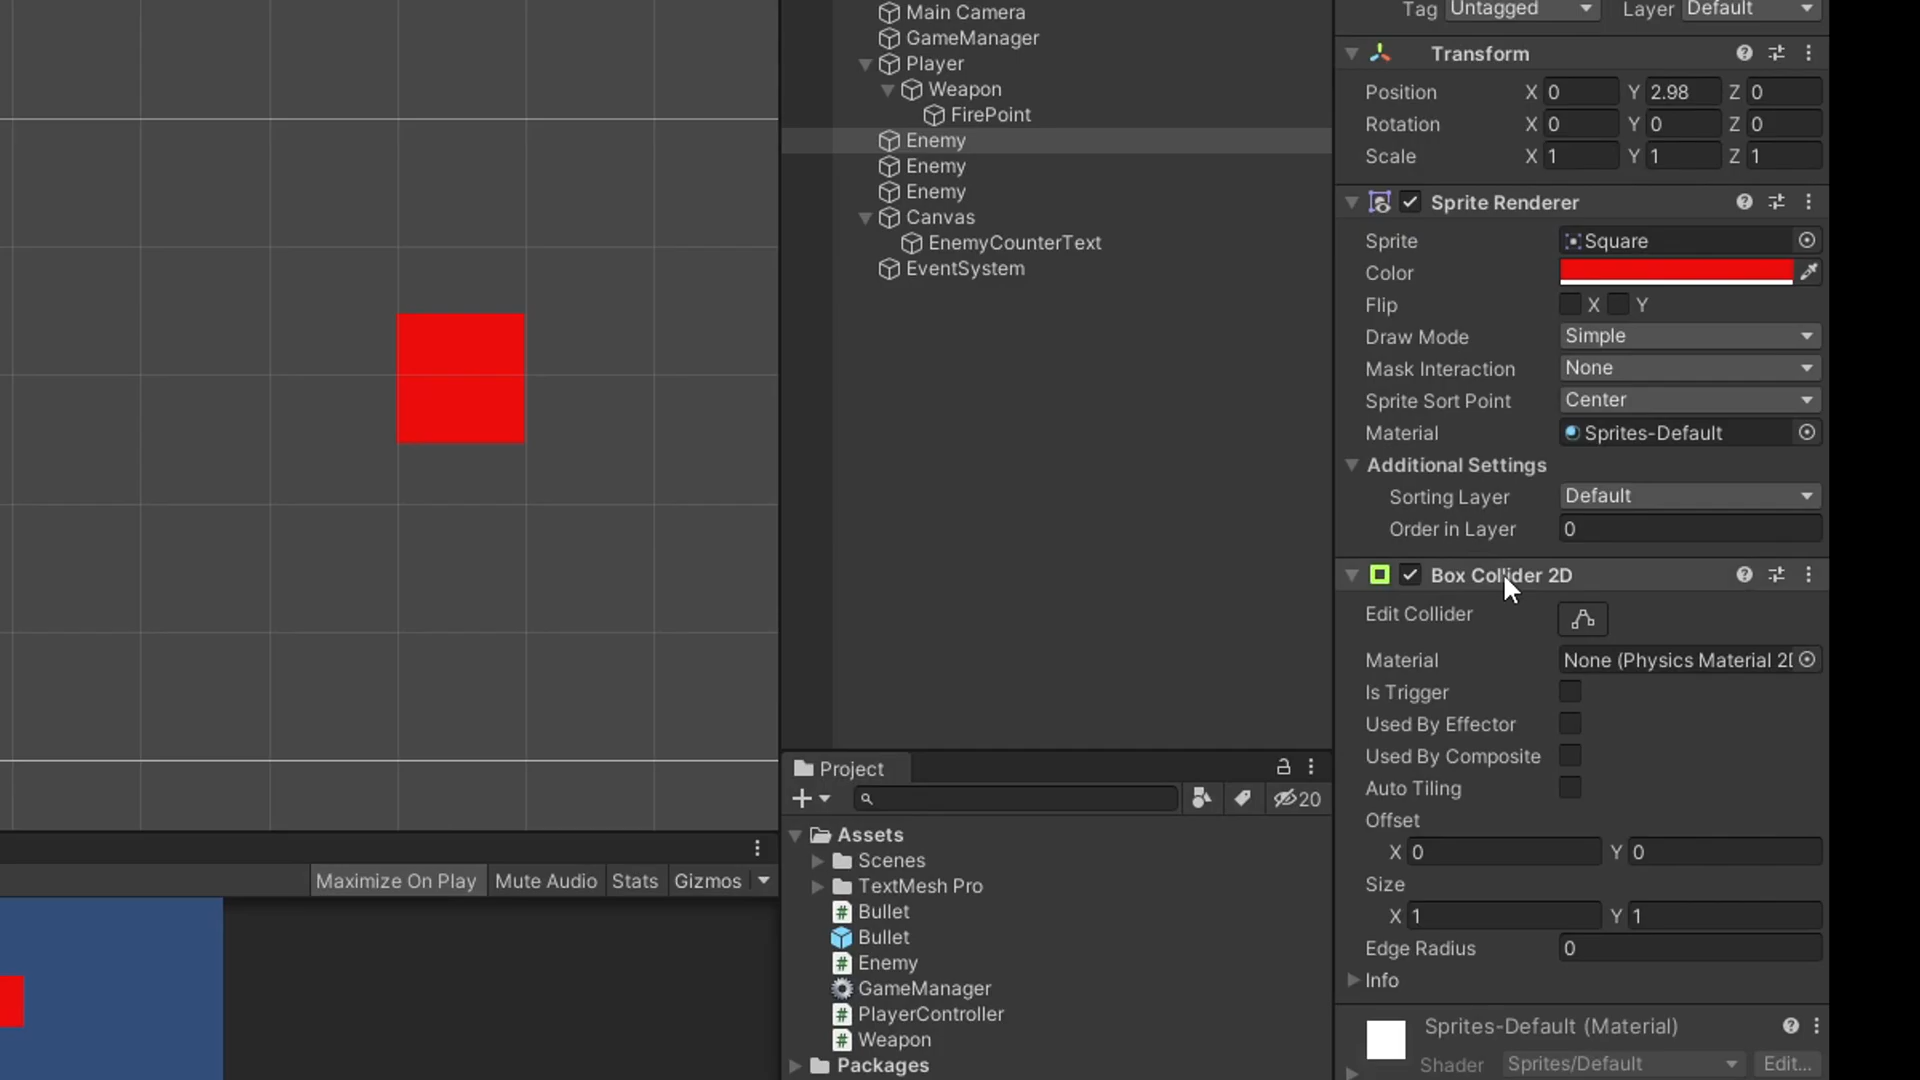 Main Camera
GameManager
Player
Weapon
FirePoint
Enemy
Enemy
Enemy
Canvas
EnemyCounterText
EventSystem
Project
20
Assets
Scenes
TextMesh Pro
Bullet
Bullet
Enemy
GameManager
PlayerController
Weapon
Packages
Maximize On Play Mute Audio Stats Gizmos
Tag Untagged Layer Default
Transform
Position X 0 Y 2.98 Z 0
Rotation X 0 Y 0 Z 0
Scale X 1 Y 1 Z 1
Sprite Renderer
Sprite Square
Color
Flip X Y
Draw Mode Simple
Mask Interaction None
Sprite Sort Point Center
Material Sprites-Default
Additional Settings
Sorting Layer Default
Order in Layer 0
Box Collider 2D
Edit Collider
Material None (Physics Material 2D
Is Trigger
Used By Effector
Used By Composite
Auto Tiling
Offset
X 0 Y 0
Size
X 1 Y 1
Edge Radius 0
Info
Sprites-Default (Material)
Shader Sprites/Default Edit...